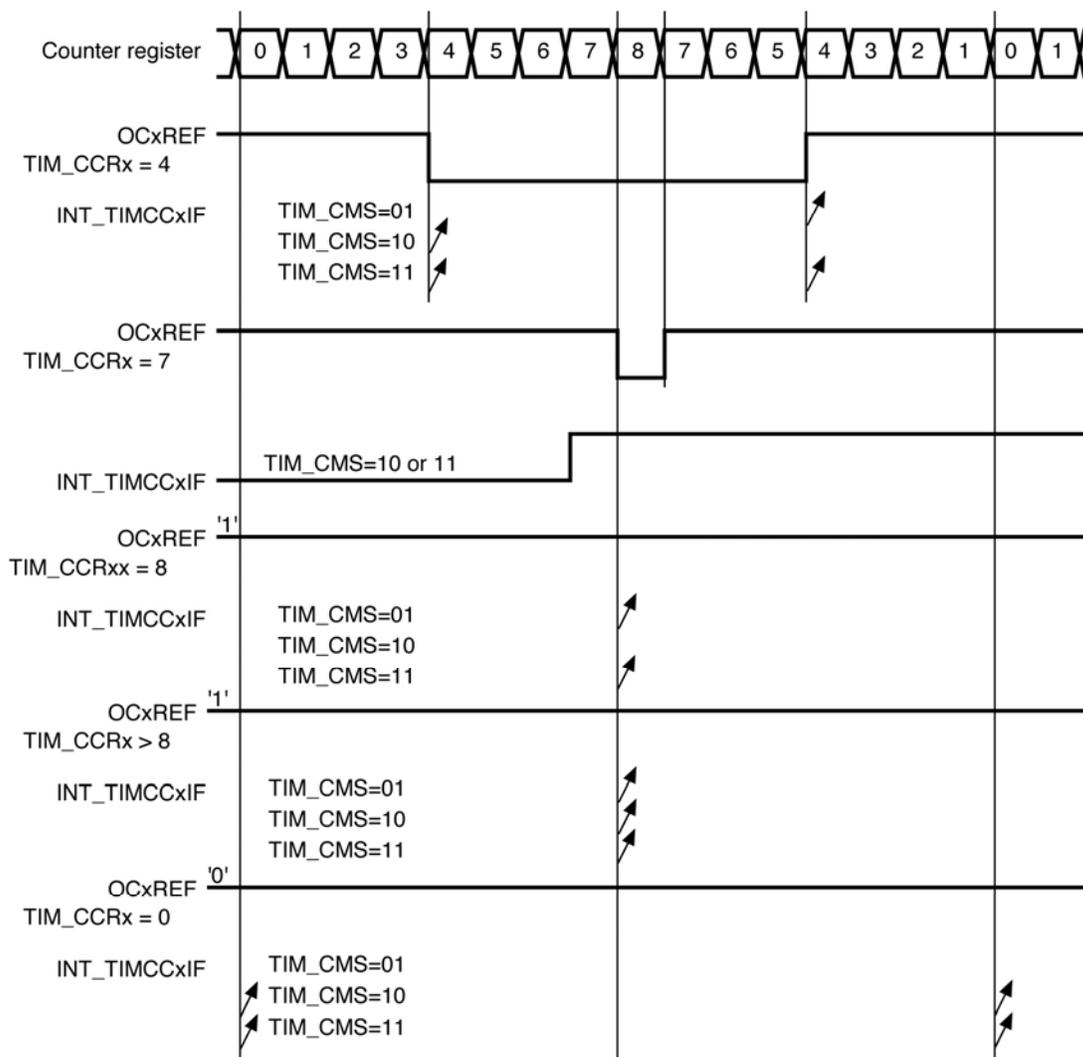 Counter register 0 1 2 3 4 5 6 7 8 7 6 5 4 3 2 1 0 1
OCxREF
TIM_CCRx = 4
INT_TIMCCxIF
TIM_CMS=01
TIM_CMS=10
TIM_CMS=11
OCxREF
TIM_CCRx = 7
TIM_CMS=10 or 11
INT_TIMCCxIF
'1'
OCxREF
TIM_CCRxx = 8
INT_TIMCCxIF
TIM_CMS=01
TIM_CMS=10
TIM_CMS=11
'1'
OCxREF
TIM_CCRx > 8
INT_TIMCCxIF
TIM_CMS=01
TIM_CMS=10
TIM_CMS=11
'0'
OCxREF
TIM_CCRx = 0
INT_TIMCCxIF
TIM_CMS=01
TIM_CMS=10
TIM_CMS=11